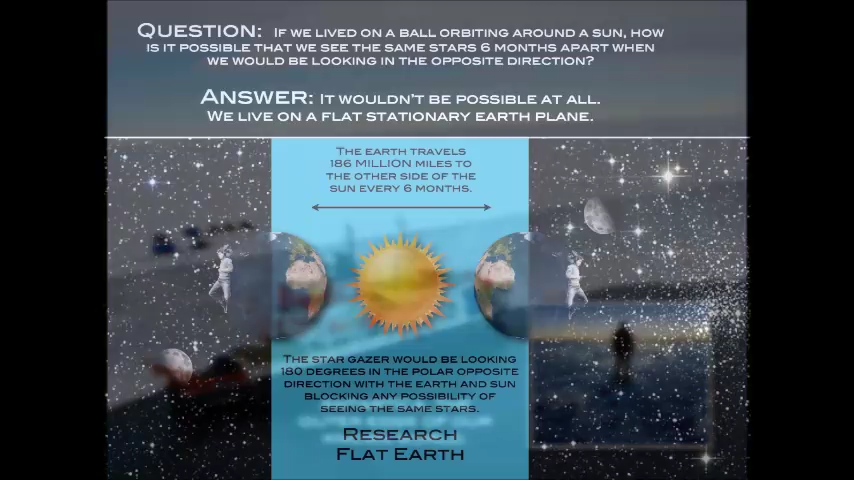 QUESTION: IF WE LIVED ON A BALL ORBITING AROUND A SUN, HOW
IS IT POSSIBLE THAT WE SEE THE SAME STARS 6 MONTHS APART WHEN
WE WOULD BE LOOKING IN THE OPPOSITE DIRECTION?
ANSWER: IT WOULDN'T BE POSSIBLE AT ALL.
WE LIVE ON A FLAT STATIONARY EARTH PLANE.
THE EARTH TRAVELS
186 MILLION MILES TO
THE OTHER SIDE OF THE
SUN EVERY 6 MONTHS.
THE STAR GAZER WOULD BE LOOKING
180 DEGREES IN THE POLAR OPPOSITE
DIRECTION WITH THE EARTH AND SUN
BLOCKING ANY POSSIBILITY OF
SEEING THE SAME STARS.
RESEARCH
FLAT EARTH